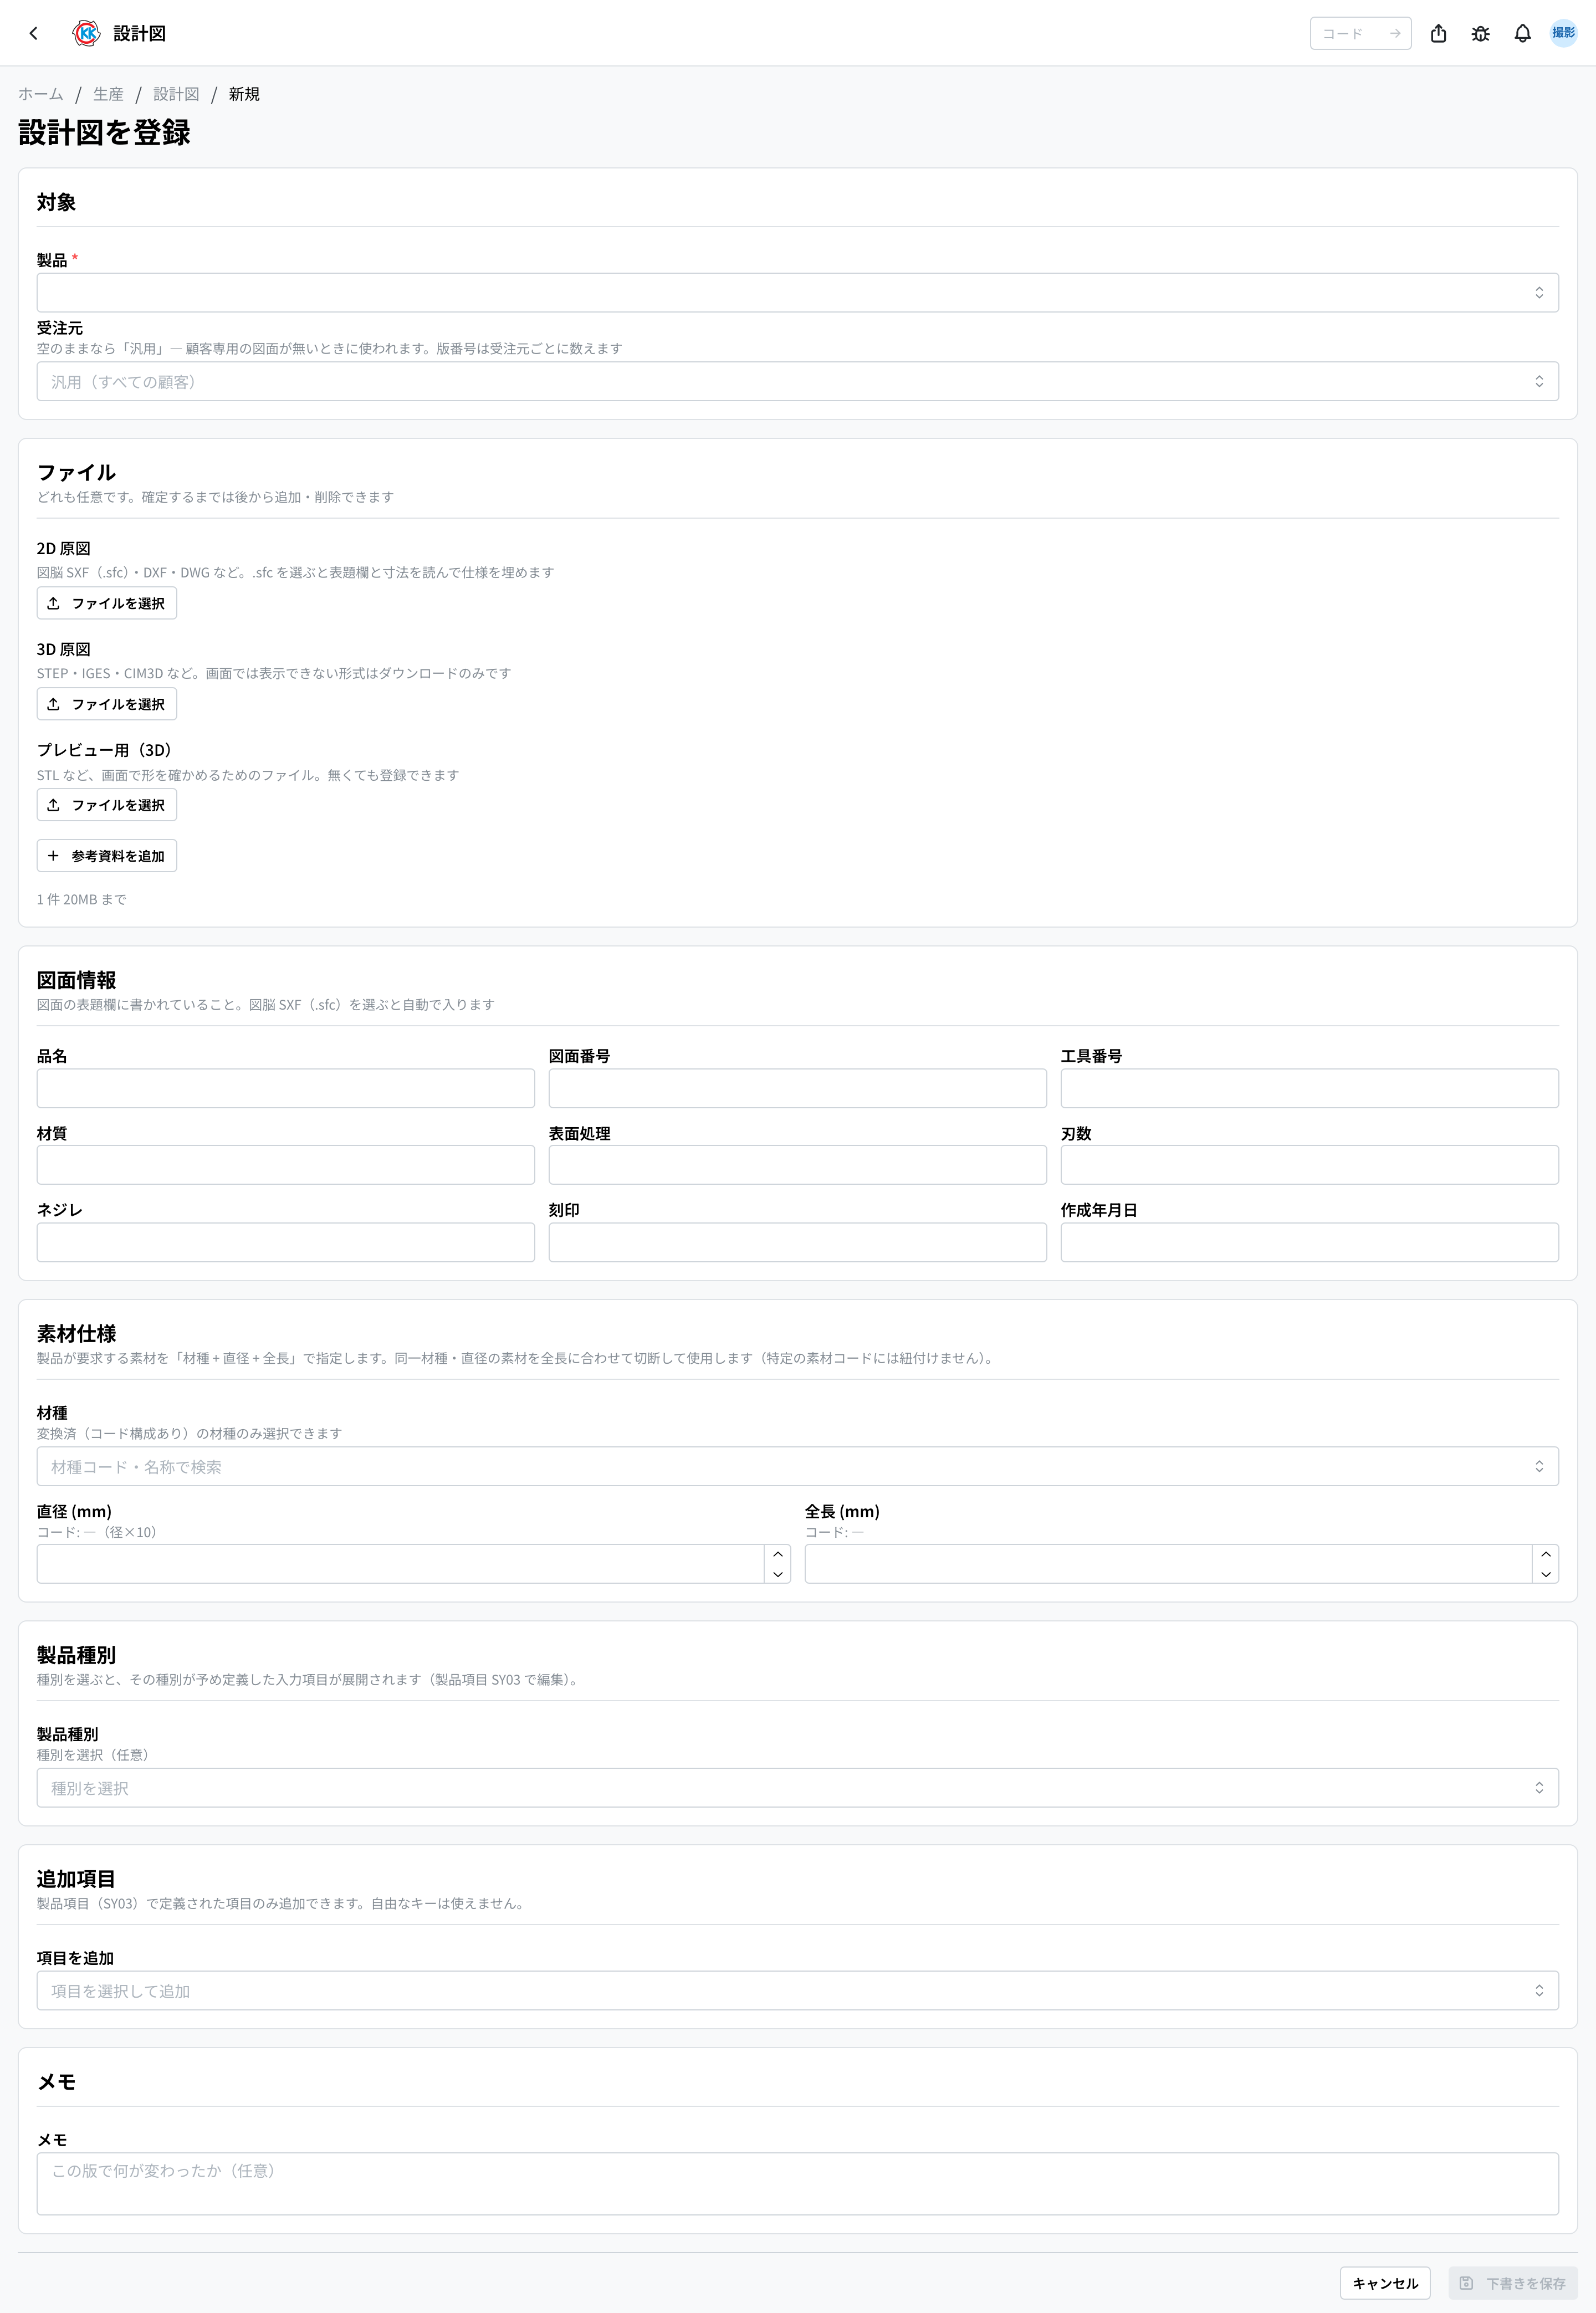 KK 設計図
コード
撮影
ホーム / 生産 / 設計図 / 新規
設計図を登録
対象
製品 *
受注元
空のままなら「汎用」— 顧客専用の図面が無いときに使われます。版番号は受注元ごとに数えます
汎用（すべての顧客）
ファイル
どれも任意です。確定するまでは後から追加・削除できます
2D 原図
図脳 SXF（.sfc）・DXF・DWG など。.sfc を選ぶと表題欄と寸法を読んで仕様を埋めます
ファイルを選択
3D 原図
STEP・IGES・CIM3D など。画面では表示できない形式はダウンロードのみです
ファイルを選択
プレビュー用（3D）
STL など、画面で形を確かめるためのファイル。無くても登録できます
ファイルを選択
参考資料を追加
1 件 20MB まで
図面情報
図面の表題欄に書かれていること。図脳 SXF（.sfc）を選ぶと自動で入ります
品名 図面番号 工具番号
材質 表面処理 刃数
ネジレ 刻印 作成年月日
素材仕様
製品が要求する素材を「材種 + 直径 + 全長」で指定します。同一材種・直径の素材を全長に合わせて切断して使用します（特定の素材コードには紐付けません）。
材種
変換済（コード構成あり）の材種のみ選択できます
材種コード・名称で検索
直径 (mm) 全長 (mm)
コード: —（径×10） コード: —
製品種別
種別を選ぶと、その種別が予め定義した入力項目が展開されます（製品項目 SY03 で編集）。
製品種別
種別を選択（任意）
種別を選択
追加項目
製品項目（SY03）で定義された項目のみ追加できます。自由なキーは使えません。
項目を追加
項目を選択して追加
メモ
メモ
この版で何が変わったか（任意）
キャンセル 下書きを保存